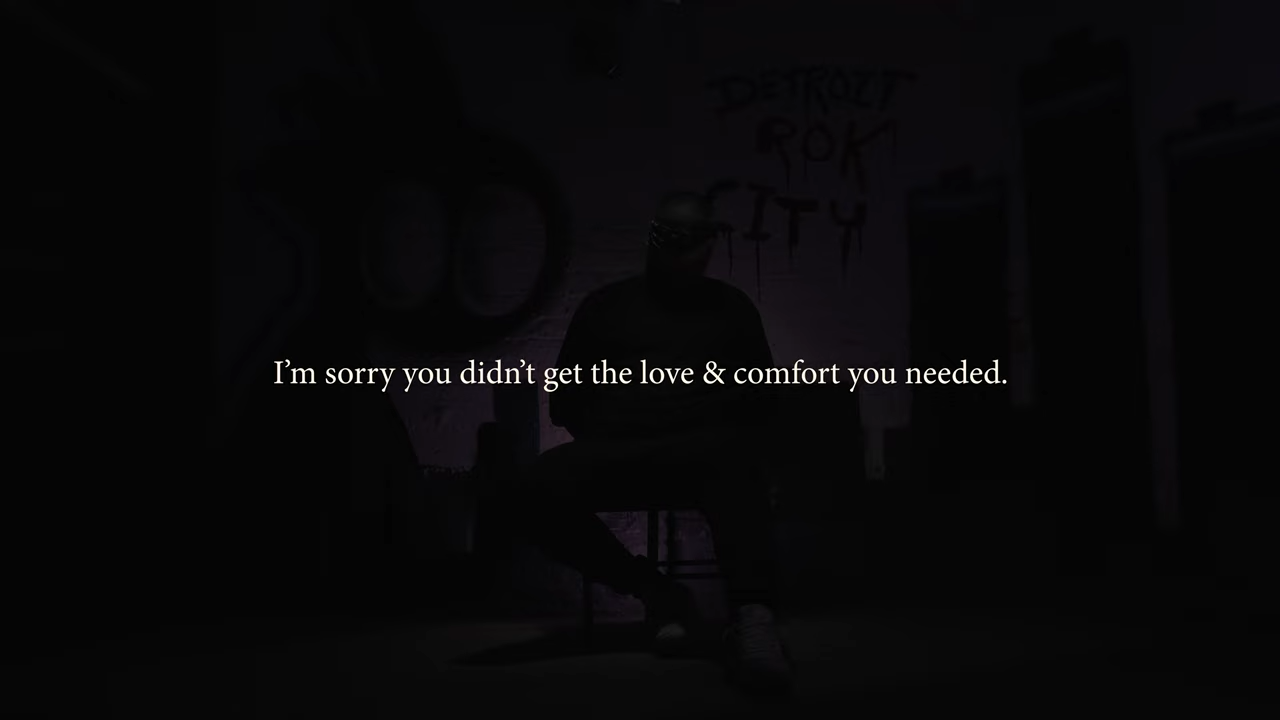 DETROIT
ROK
CITY
I’m sorry you didn’t get the love & comfort you needed.